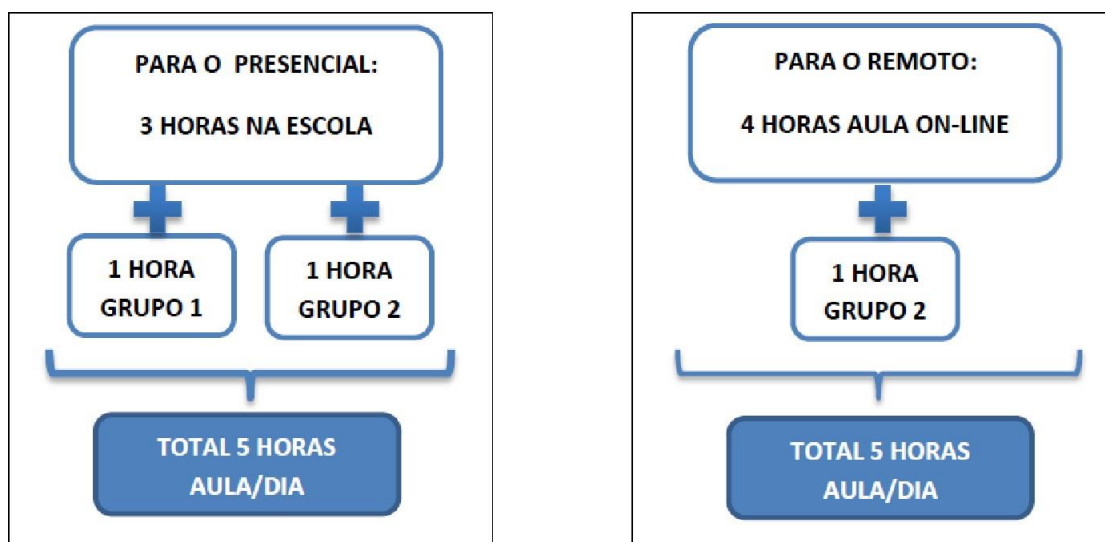 PARA O PRESENCIAL:
3 HORAS NA ESCOLA
1 HORA
GRUPO 1
1 HORA
GRUPO 2
TOTAL 5 HORAS
AULA/DIA
PARA O REMOTO:
4 HORAS AULA ON-LINE
1 HORA
GRUPO 2
TOTAL 5 HORAS
AULA/DIA